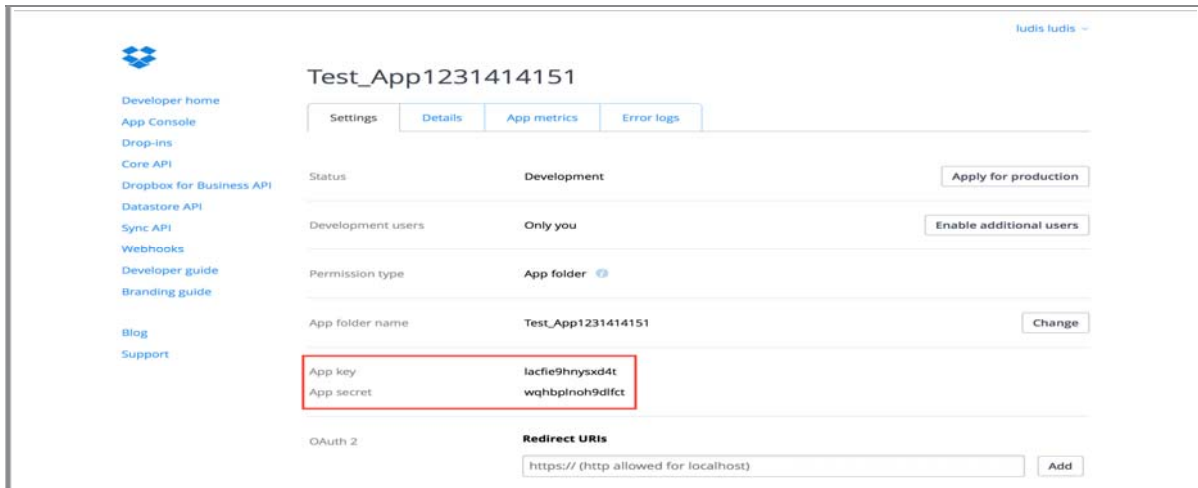 ludis ludis
Test_App1231414151
Developer home
App Console
Drop-ins
Core API
Dropbox for Business API
Datastore API
Sync API
Webhooks
Developer guide
Branding guide
Blog
Support
Settings Details App metrics Error logs
Status Development Apply for production
Development users Only you Enable additional users
Permission type App folder
App folder name Test_App1231414151 Change
App key lacfie9hnysxd4t
App secret wqhbplnoh9dlfct
OAuth 2 Redirect URIs
https:// (http allowed for localhost) Add